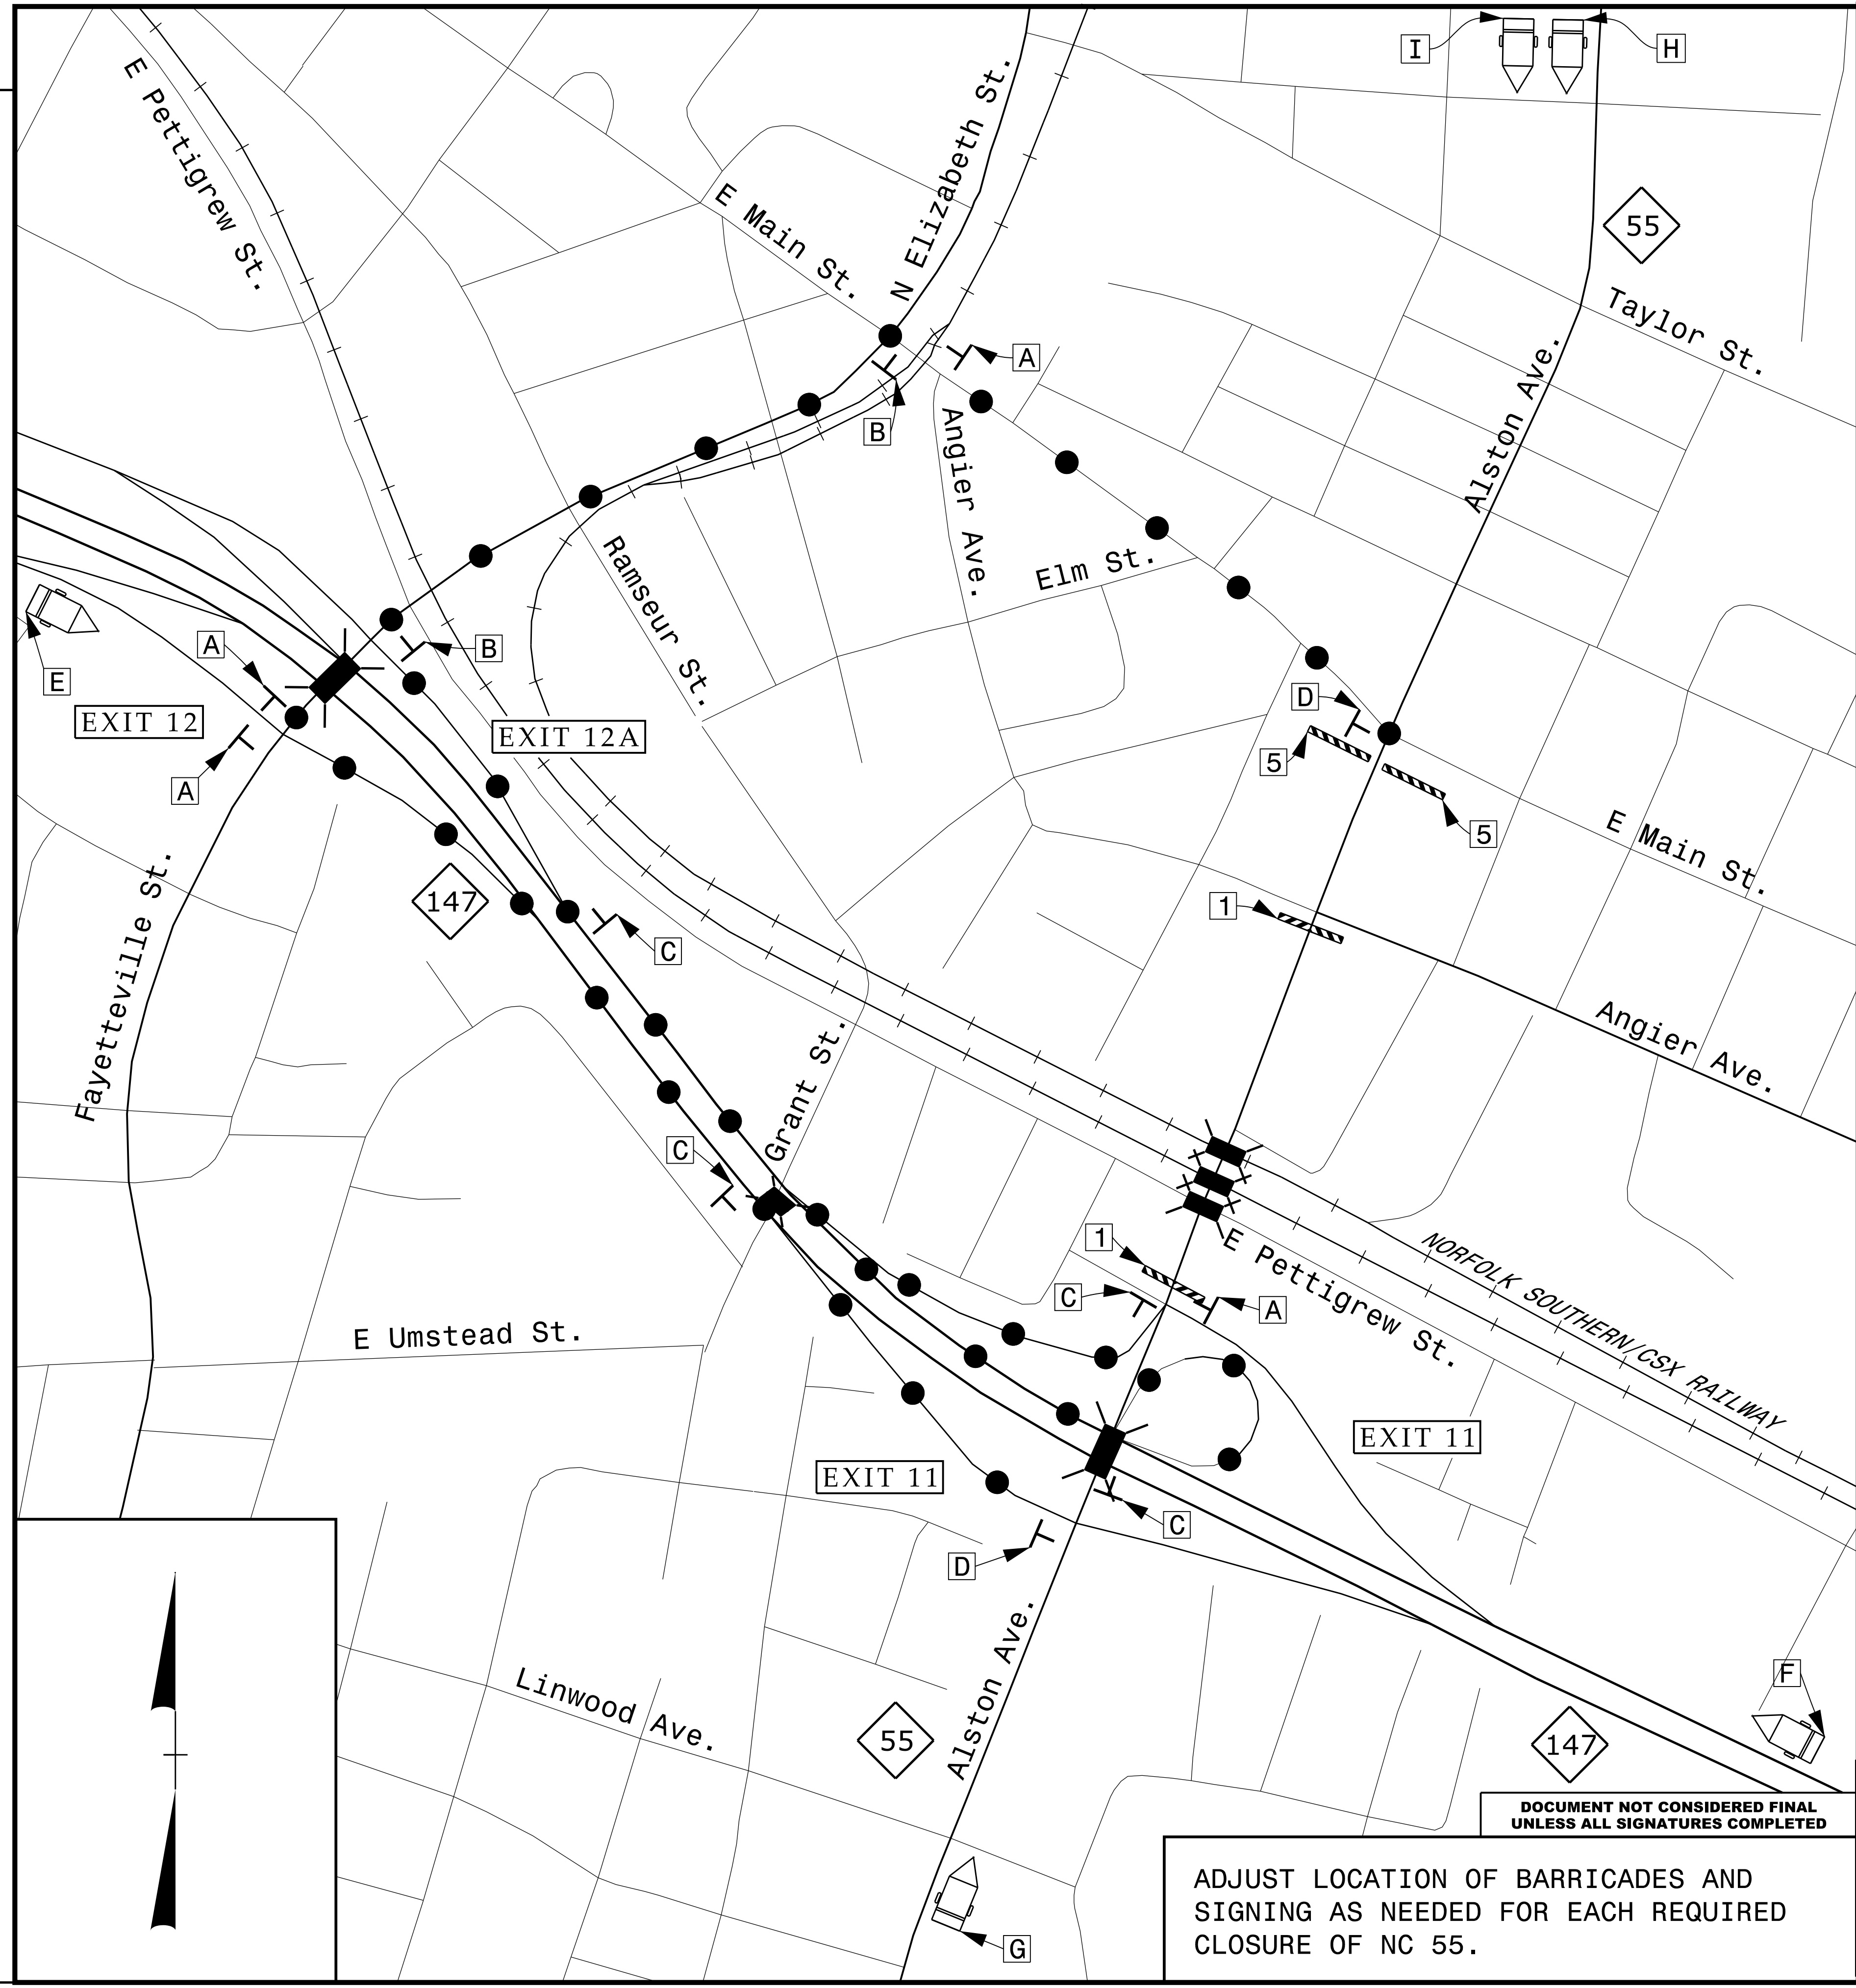 I
H
E Pettigrew St.
N Elizabeth St.
E Main St.
55
Taylor St.
A
B
Angier Ave.
Alston Ave.
Elm St.
Ramseur St.
E
A
B
EXIT 12
EXIT 12A
A
D
5
5
E Main St.
147
1
C
Fayetteville St.
Angier Ave.
Grant St.
C
1
C
A
E Pettigrew St.
NORFOLK SOUTHERN/CSX RAILWAY
E Umstead St.
EXIT 11
EXIT 11
C
D
Alston Ave.
Linwood Ave.
55
F
147
DOCUMENT NOT CONSIDERED FINAL
UNLESS ALL SIGNATURES COMPLETED
G
ADJUST LOCATION OF BARRICADES AND
SIGNING AS NEEDED FOR EACH REQUIRED
CLOSURE OF NC 55.